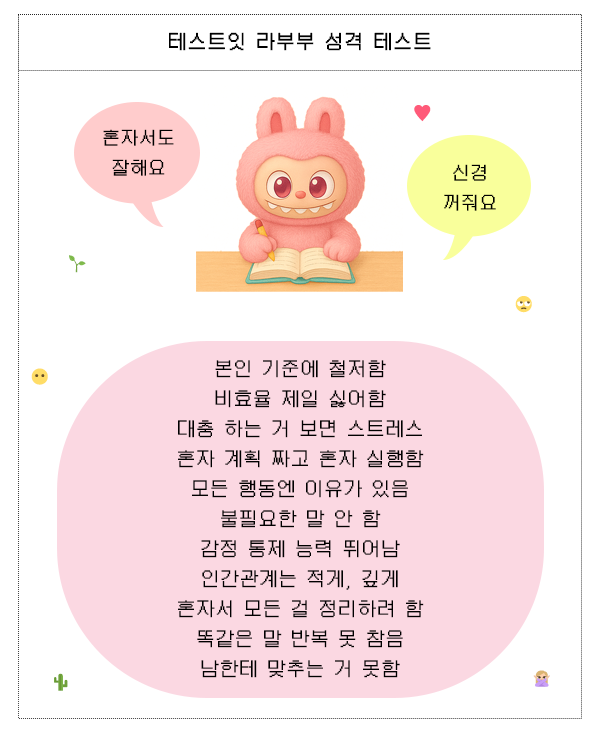 테스트잇 라부부 성격 테스트
혼자서도
잘해요
신경
꺼줘요
본인 기준에 철저함
비효율 제일 싫어함
대충 하는 거 보면 스트레스
혼자 계획 짜고 혼자 실행함
모든 행동엔 이유가 있음
불필요한 말 안 함
감정 통제 능력 뛰어남
인간관계는 적게, 깊게
혼자서 모든 걸 정리하려 함
똑같은 말 반복 못 참음
남한테 맞추는 거 못함